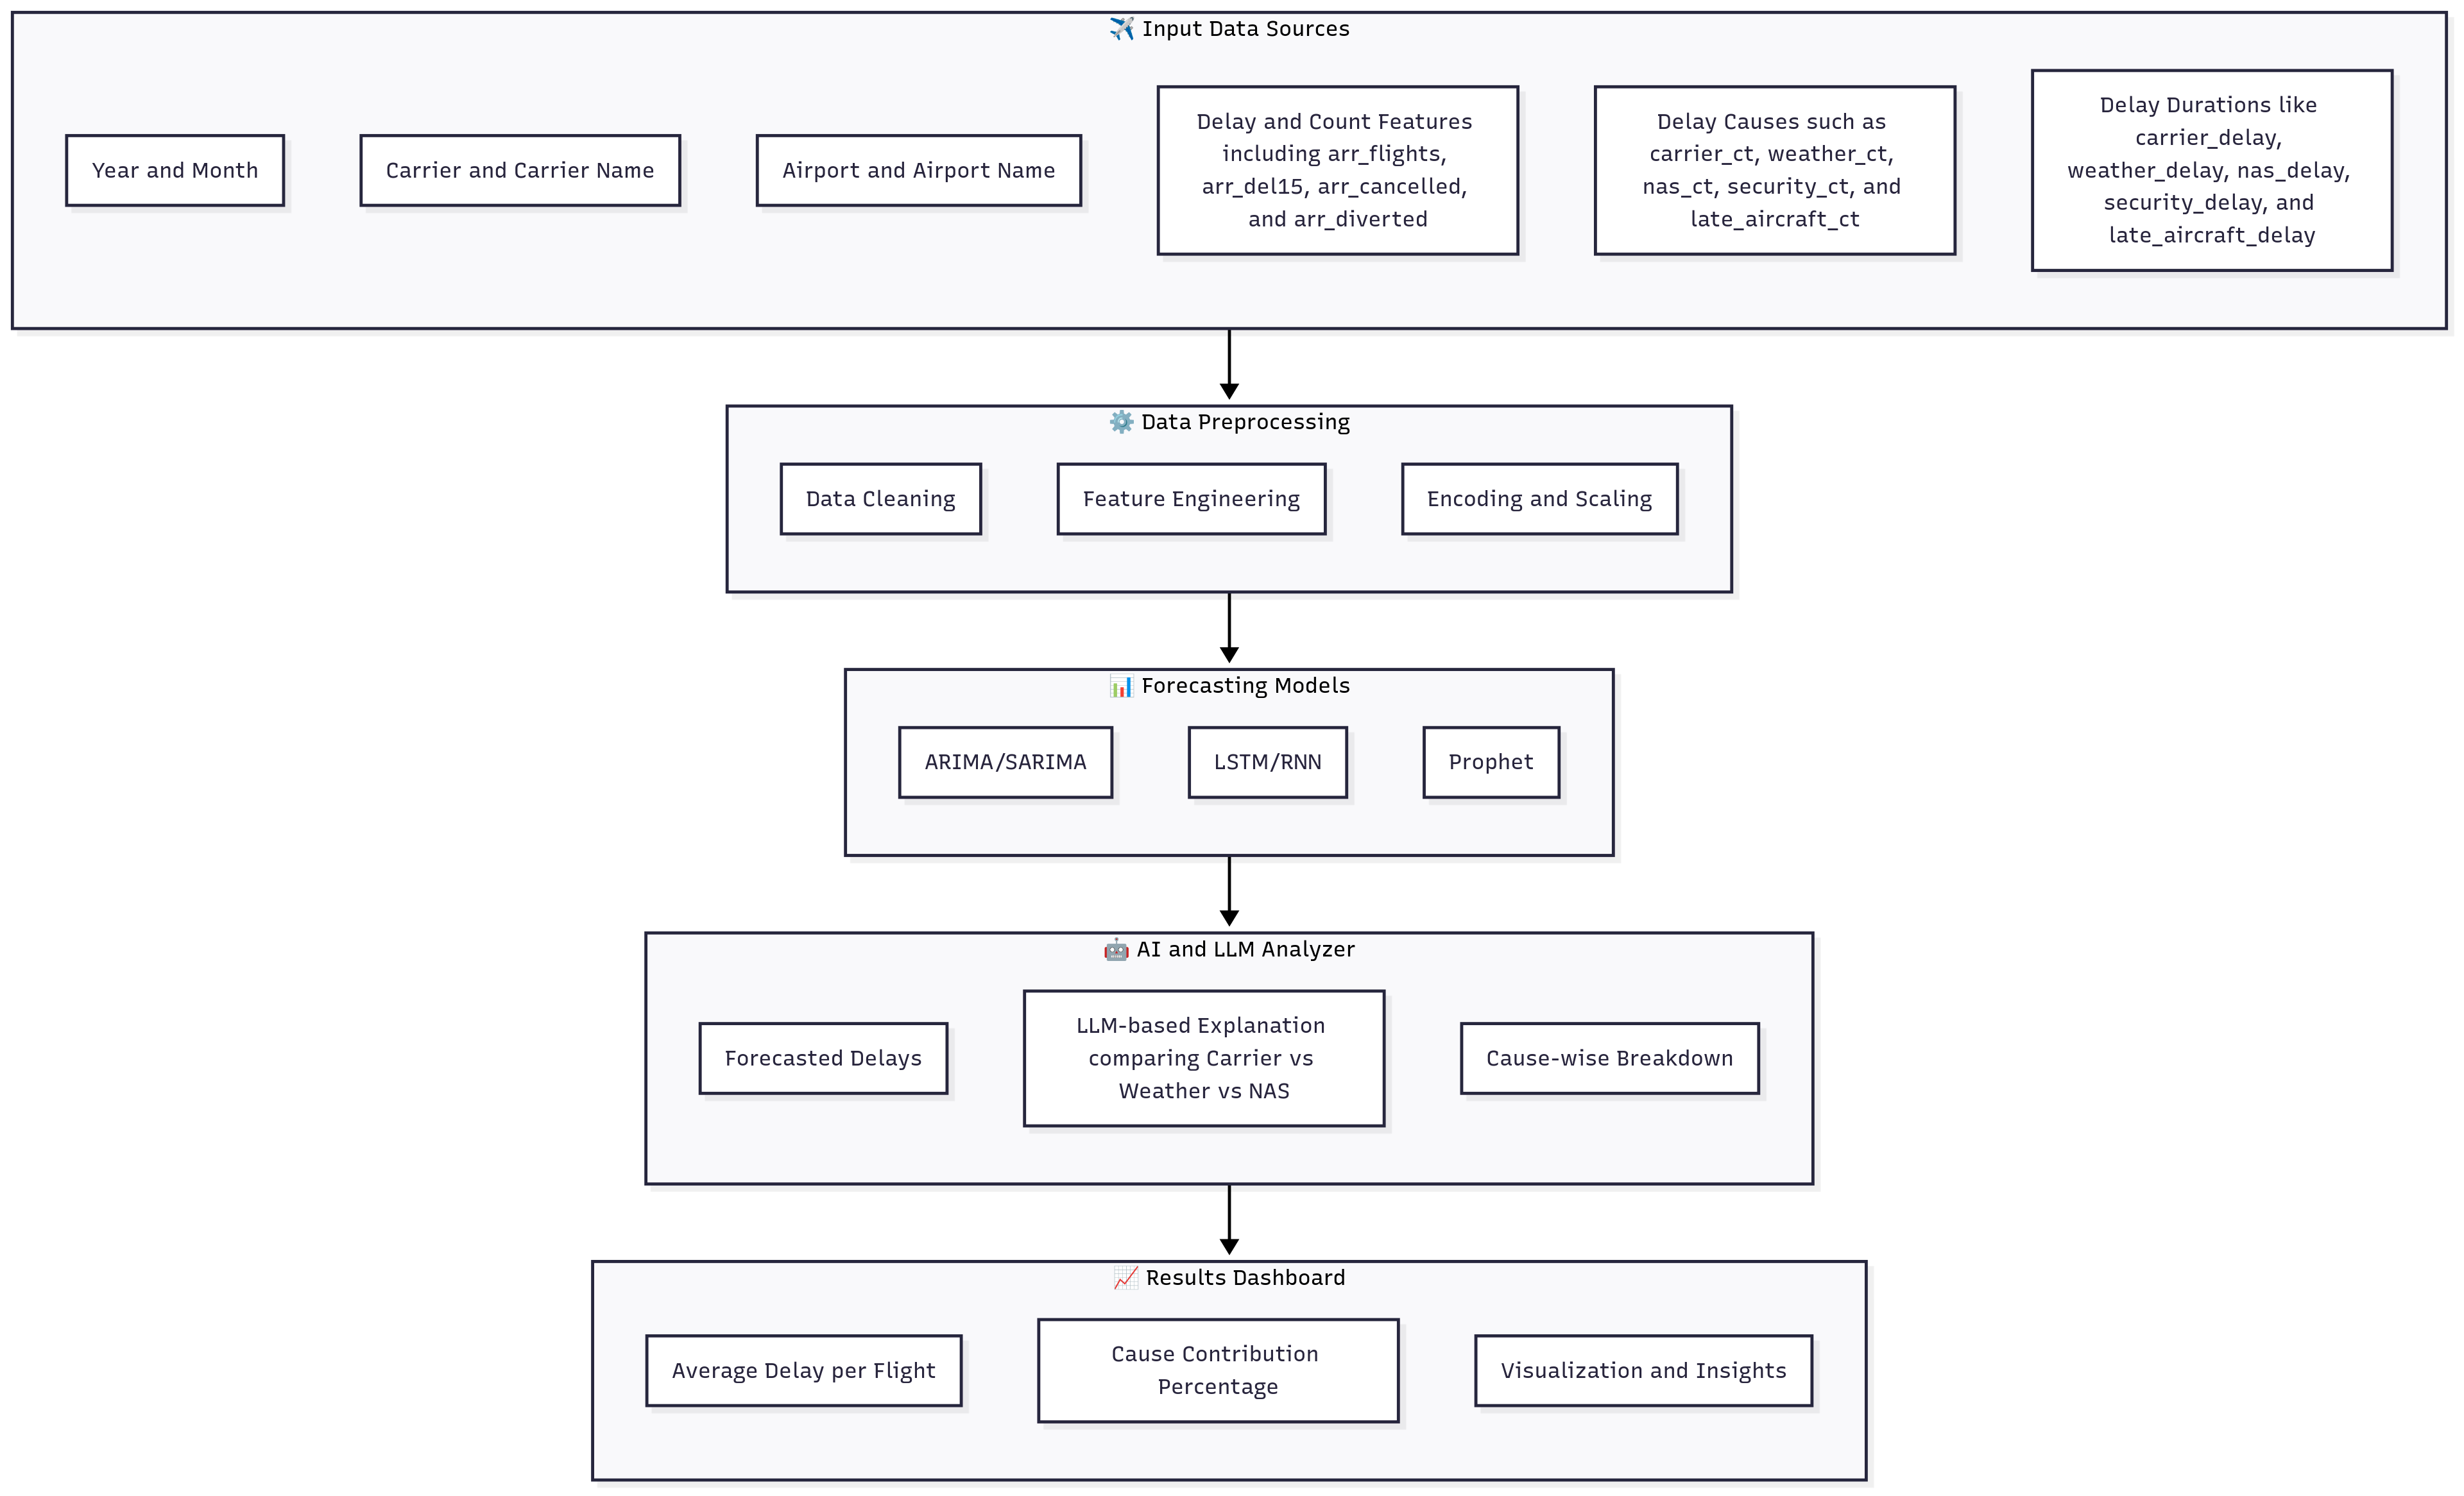 ✈️ Input Data Sources
Year and Month
Carrier and Carrier Name
Airport and Airport Name
Delay and Count Features
including arr_flights,
arr_del15, arr_cancelled,
and arr_diverted
Delay Causes such as
carrier_ct, weather_ct,
nas_ct, security_ct, and
late_aircraft_ct
Delay Durations like
carrier_delay,
weather_delay, nas_delay,
security_delay, and
late_aircraft_delay
⚙️ Data Preprocessing
Data Cleaning
Feature Engineering
Encoding and Scaling
📊 Forecasting Models
ARIMA/SARIMA
LSTM/RNN
Prophet
🤖 AI and LLM Analyzer
Forecasted Delays
LLM-based Explanation
comparing Carrier vs
Weather vs NAS
Cause-wise Breakdown
📈 Results Dashboard
Average Delay per Flight
Cause Contribution
Percentage
Visualization and Insights